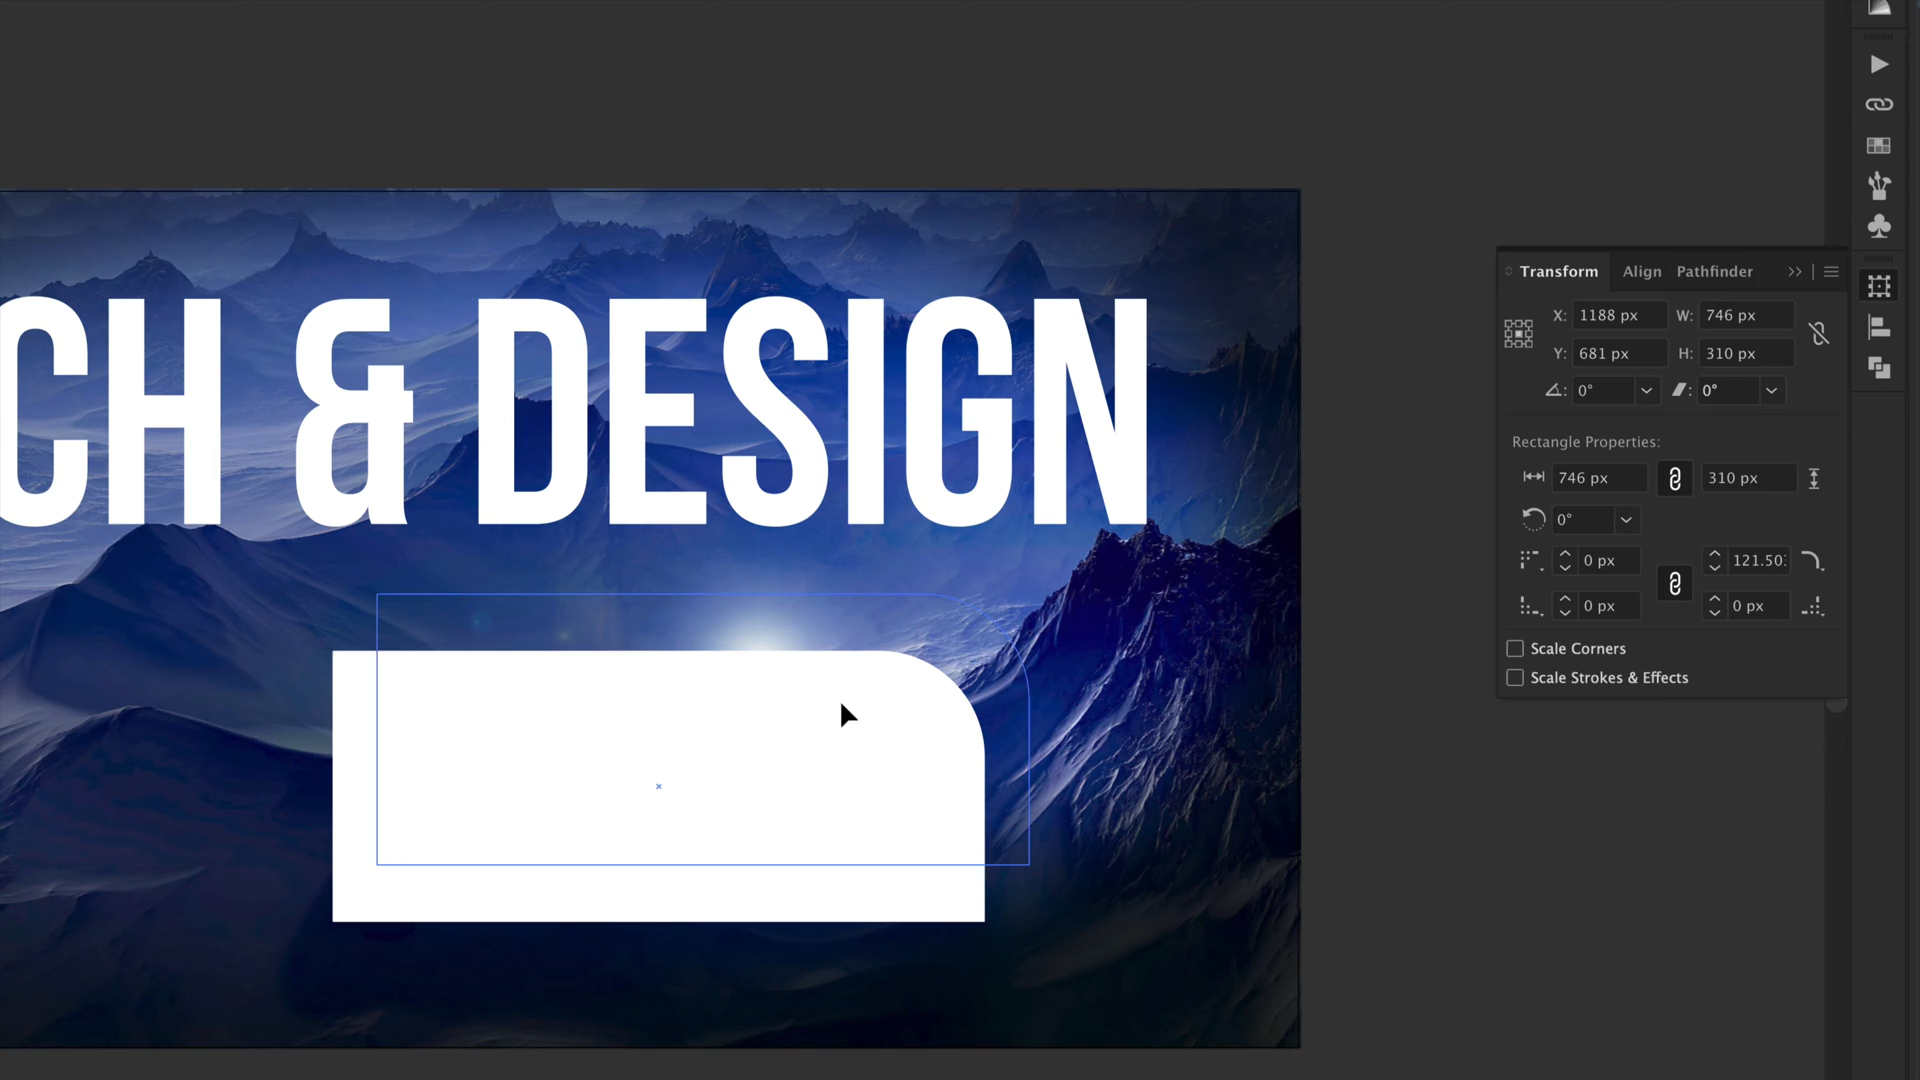 CH & DESIGN
Transform Align Pathfinder
X: 1188 px W: 746 px
Y: 681 px H: 310 px
0° 0°
Rectangle Properties:
746 px 310 px
0°
0 px 121.50
0 px 0 px
Scale Corners
Scale Strokes & Effects